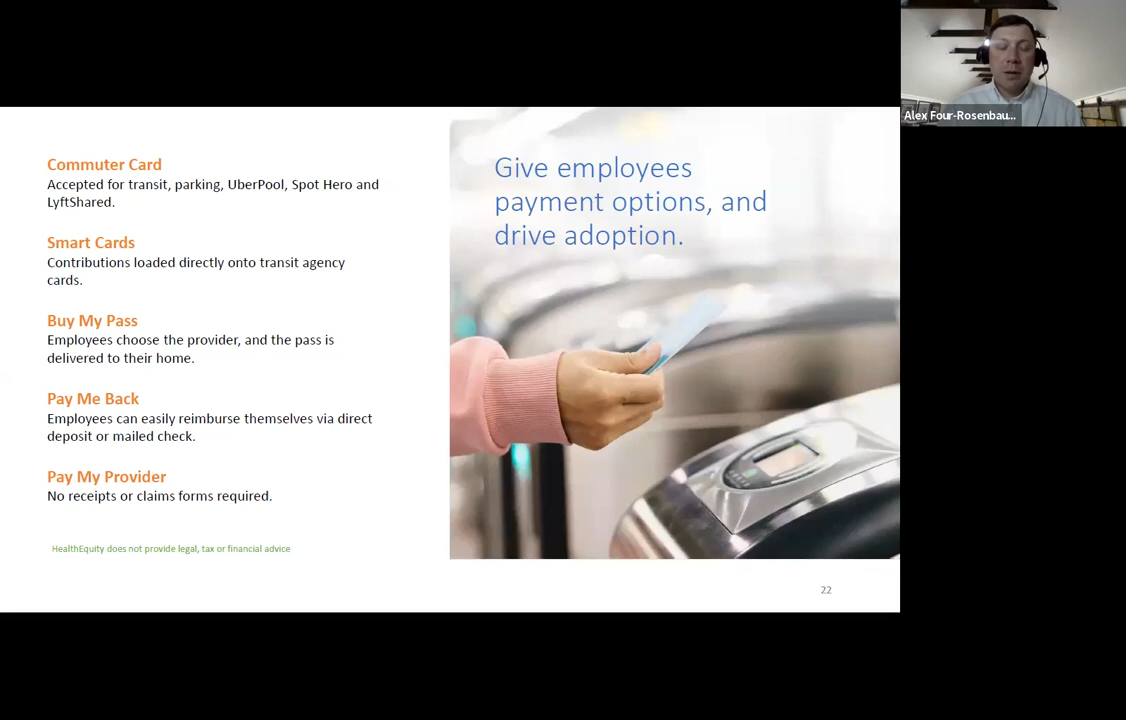 Alex Four-Rosenbau...
Commuter Card
Accepted for transit, parking, UberPool, Spot Hero and
LyftShared.
Smart Cards
Contributions loaded directly onto transit agency
cards.
Buy My Pass
Employees choose the provider, and the pass is
delivered to their home.
Pay Me Back
Employees can easily reimburse themselves via direct
deposit or mailed check.
Pay My Provider
No receipts or claims forms required.
HealthEquity does not provide legal, tax or financial advice
Give employees
payment options, and
drive adoption.
22